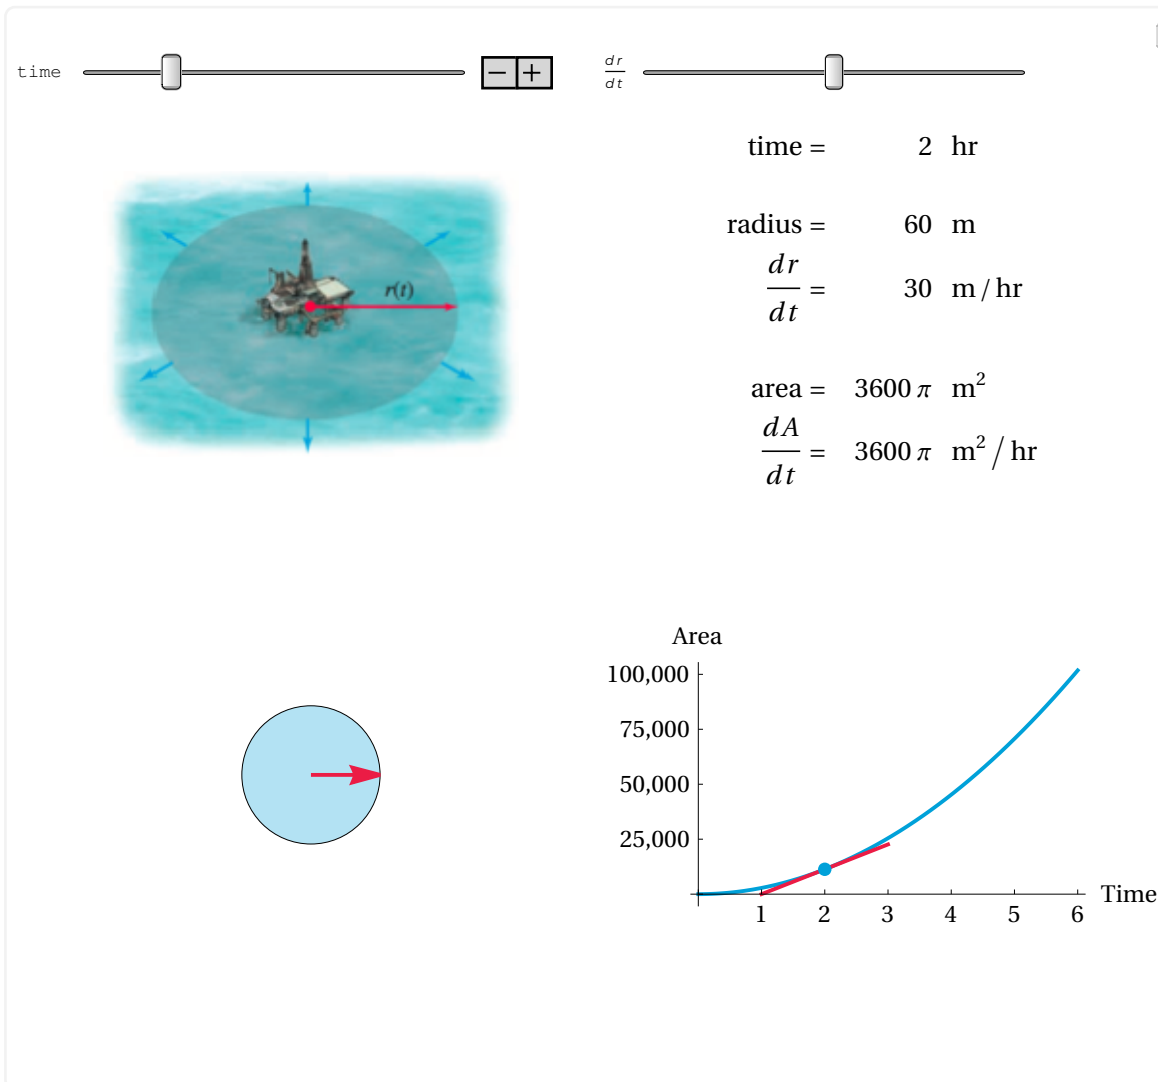 time
− +
dr
dt
time = 2 hr
radius = 60 m
dr
dt
= 30 m / hr
area = 3600 π m²
dA
dt
= 3600 π m² / hr
r(t)
Area
100,000
75,000
50,000
25,000
1 2 3 4 5 6
Time